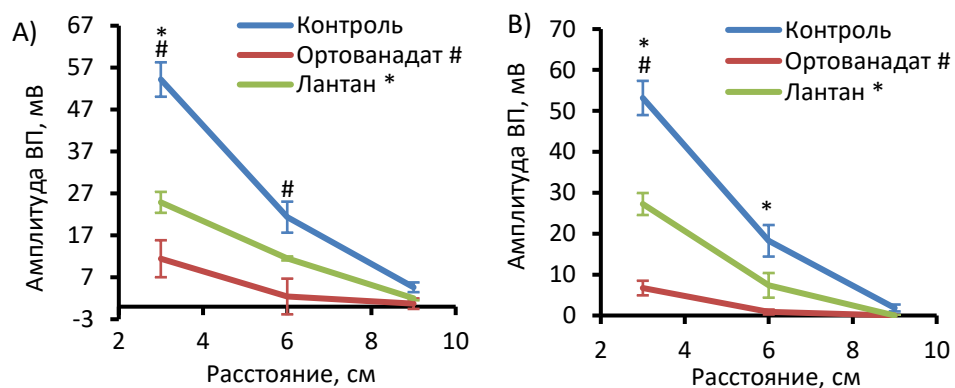 А)
Амплитуда ВП, мВ
67
57
47
37
27
17
7
-3
*
#
#
Контроль
Ортованадат #
Лантан *
2
4
6
8
10
Расстояние, см
В)
Амплитуда ВП, мВ
70
60
50
40
30
20
10
0
*
#
*
Контроль
Ортованадат #
Лантан *
2
4
6
8
10
Расстояние, см